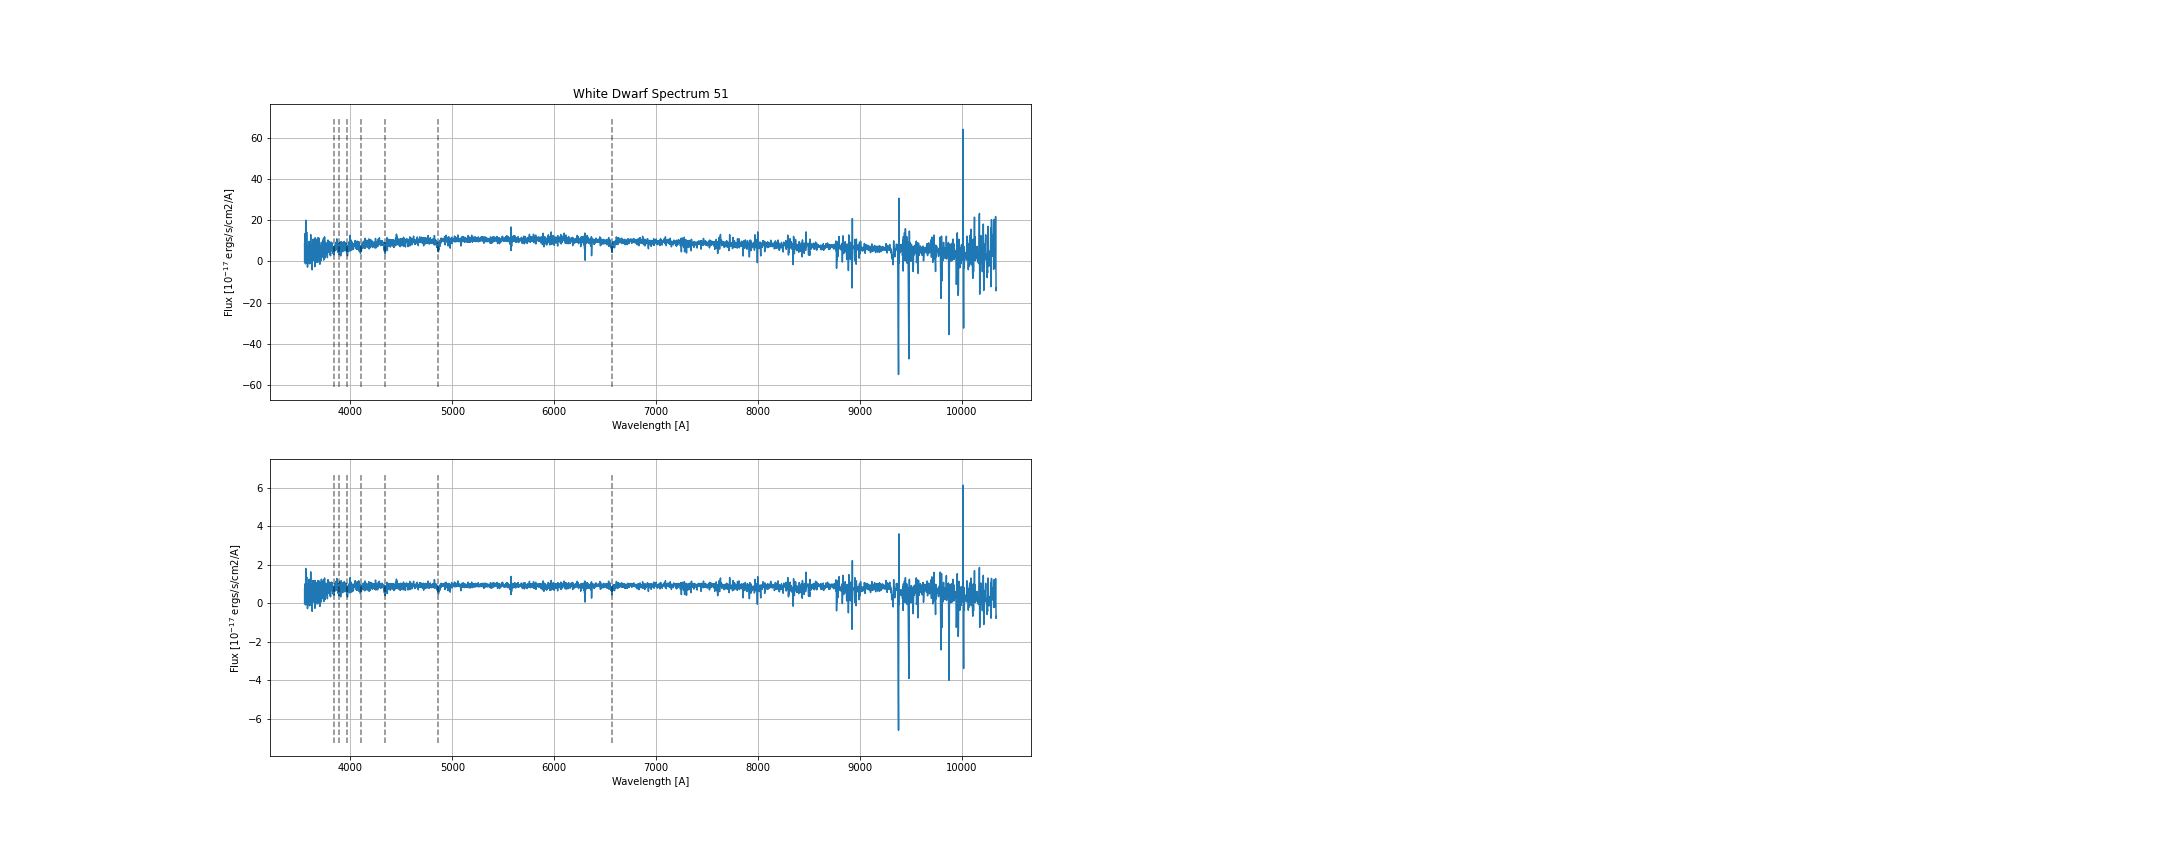 White Dwarf Spectrum 51
60
40
20
0
−20
−40
−60
Flux [10⁻¹⁷ ergs/s/cm2/A]
4000 5000 6000 7000 8000 9000 10000
Wavelength [A]
6
4
2
0
−2
−4
−6
Flux [10⁻¹⁷ ergs/s/cm2/A]
4000 5000 6000 7000 8000 9000 10000
Wavelength [A]